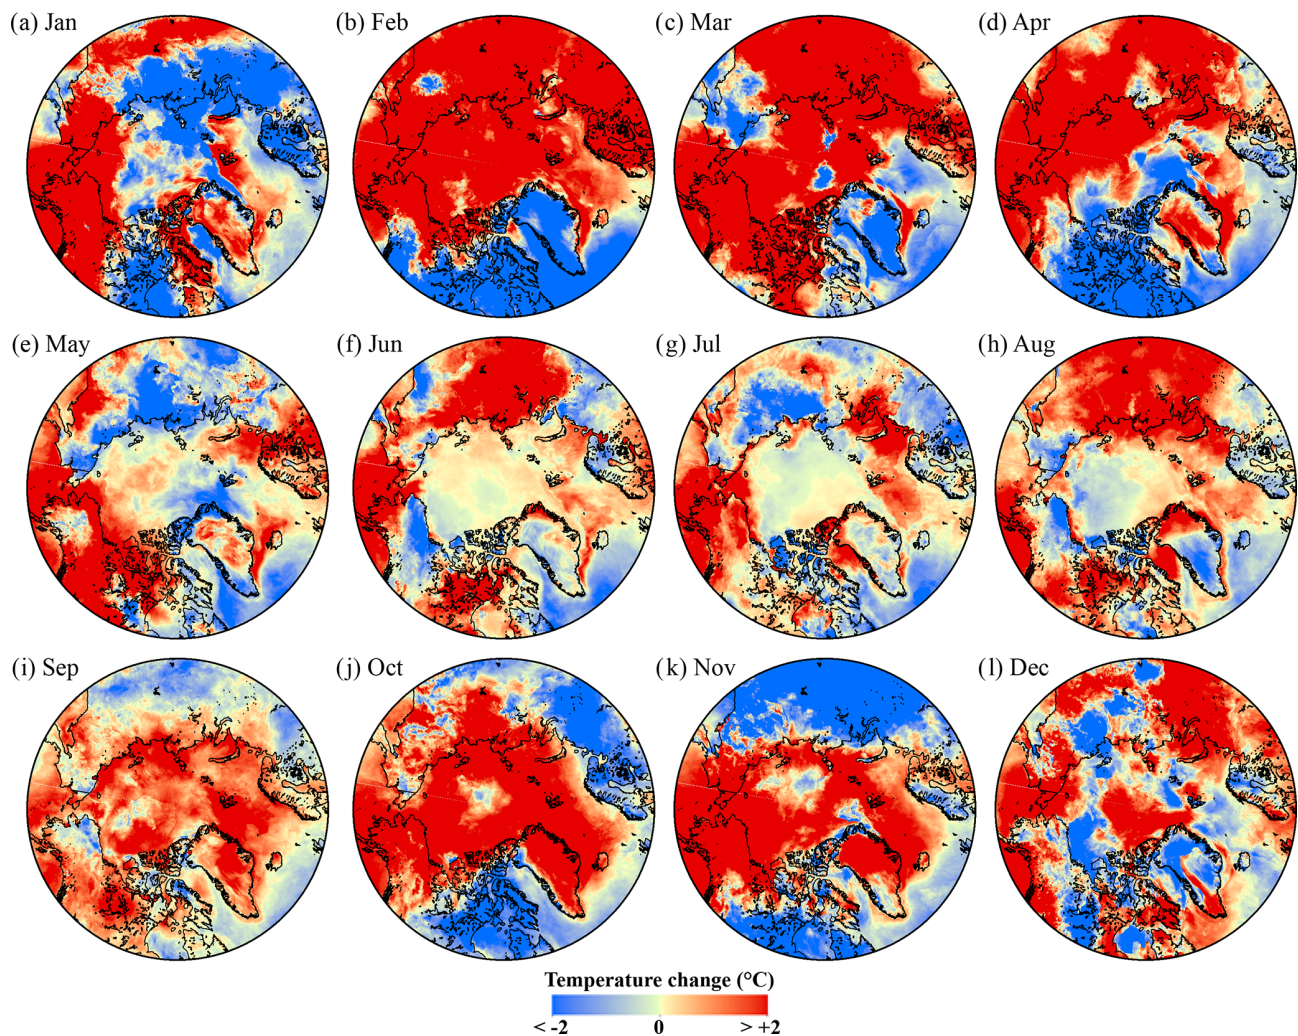 (a) Jan
(b) Feb
(c) Mar
(d) Apr
(e) May
(f) Jun
(g) Jul
(h) Aug
(i) Sep
(j) Oct
(k) Nov
(l) Dec
Temperature change (°C)
< -2 0 > +2